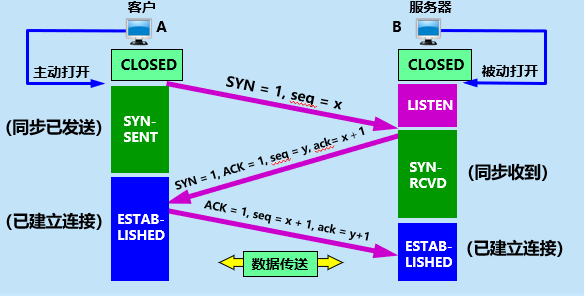 客户
服务器
A
B
CLOSED
CLOSED
主动打开
被动打开
SYN = 1, seq = x
LISTEN
(同步已发送)
SYN-
SENT
SYN = 1, ACK = 1, seq = y, ack= x + 1
SYN-
RCVD
(同步收到)
(已建立连接)
ESTAB-
LISHED
ACK = 1, seq = x + 1, ack = y+1
ESTAB-
LISHED
(已建立连接)
数据传送